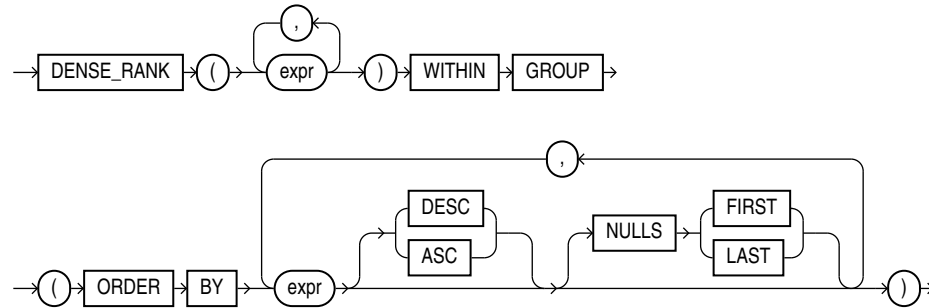 ,
DENSE_RANK ( expr ) WITHIN GROUP
,
DESC FIRST
NULLS
ASC LAST
( ORDER BY expr )